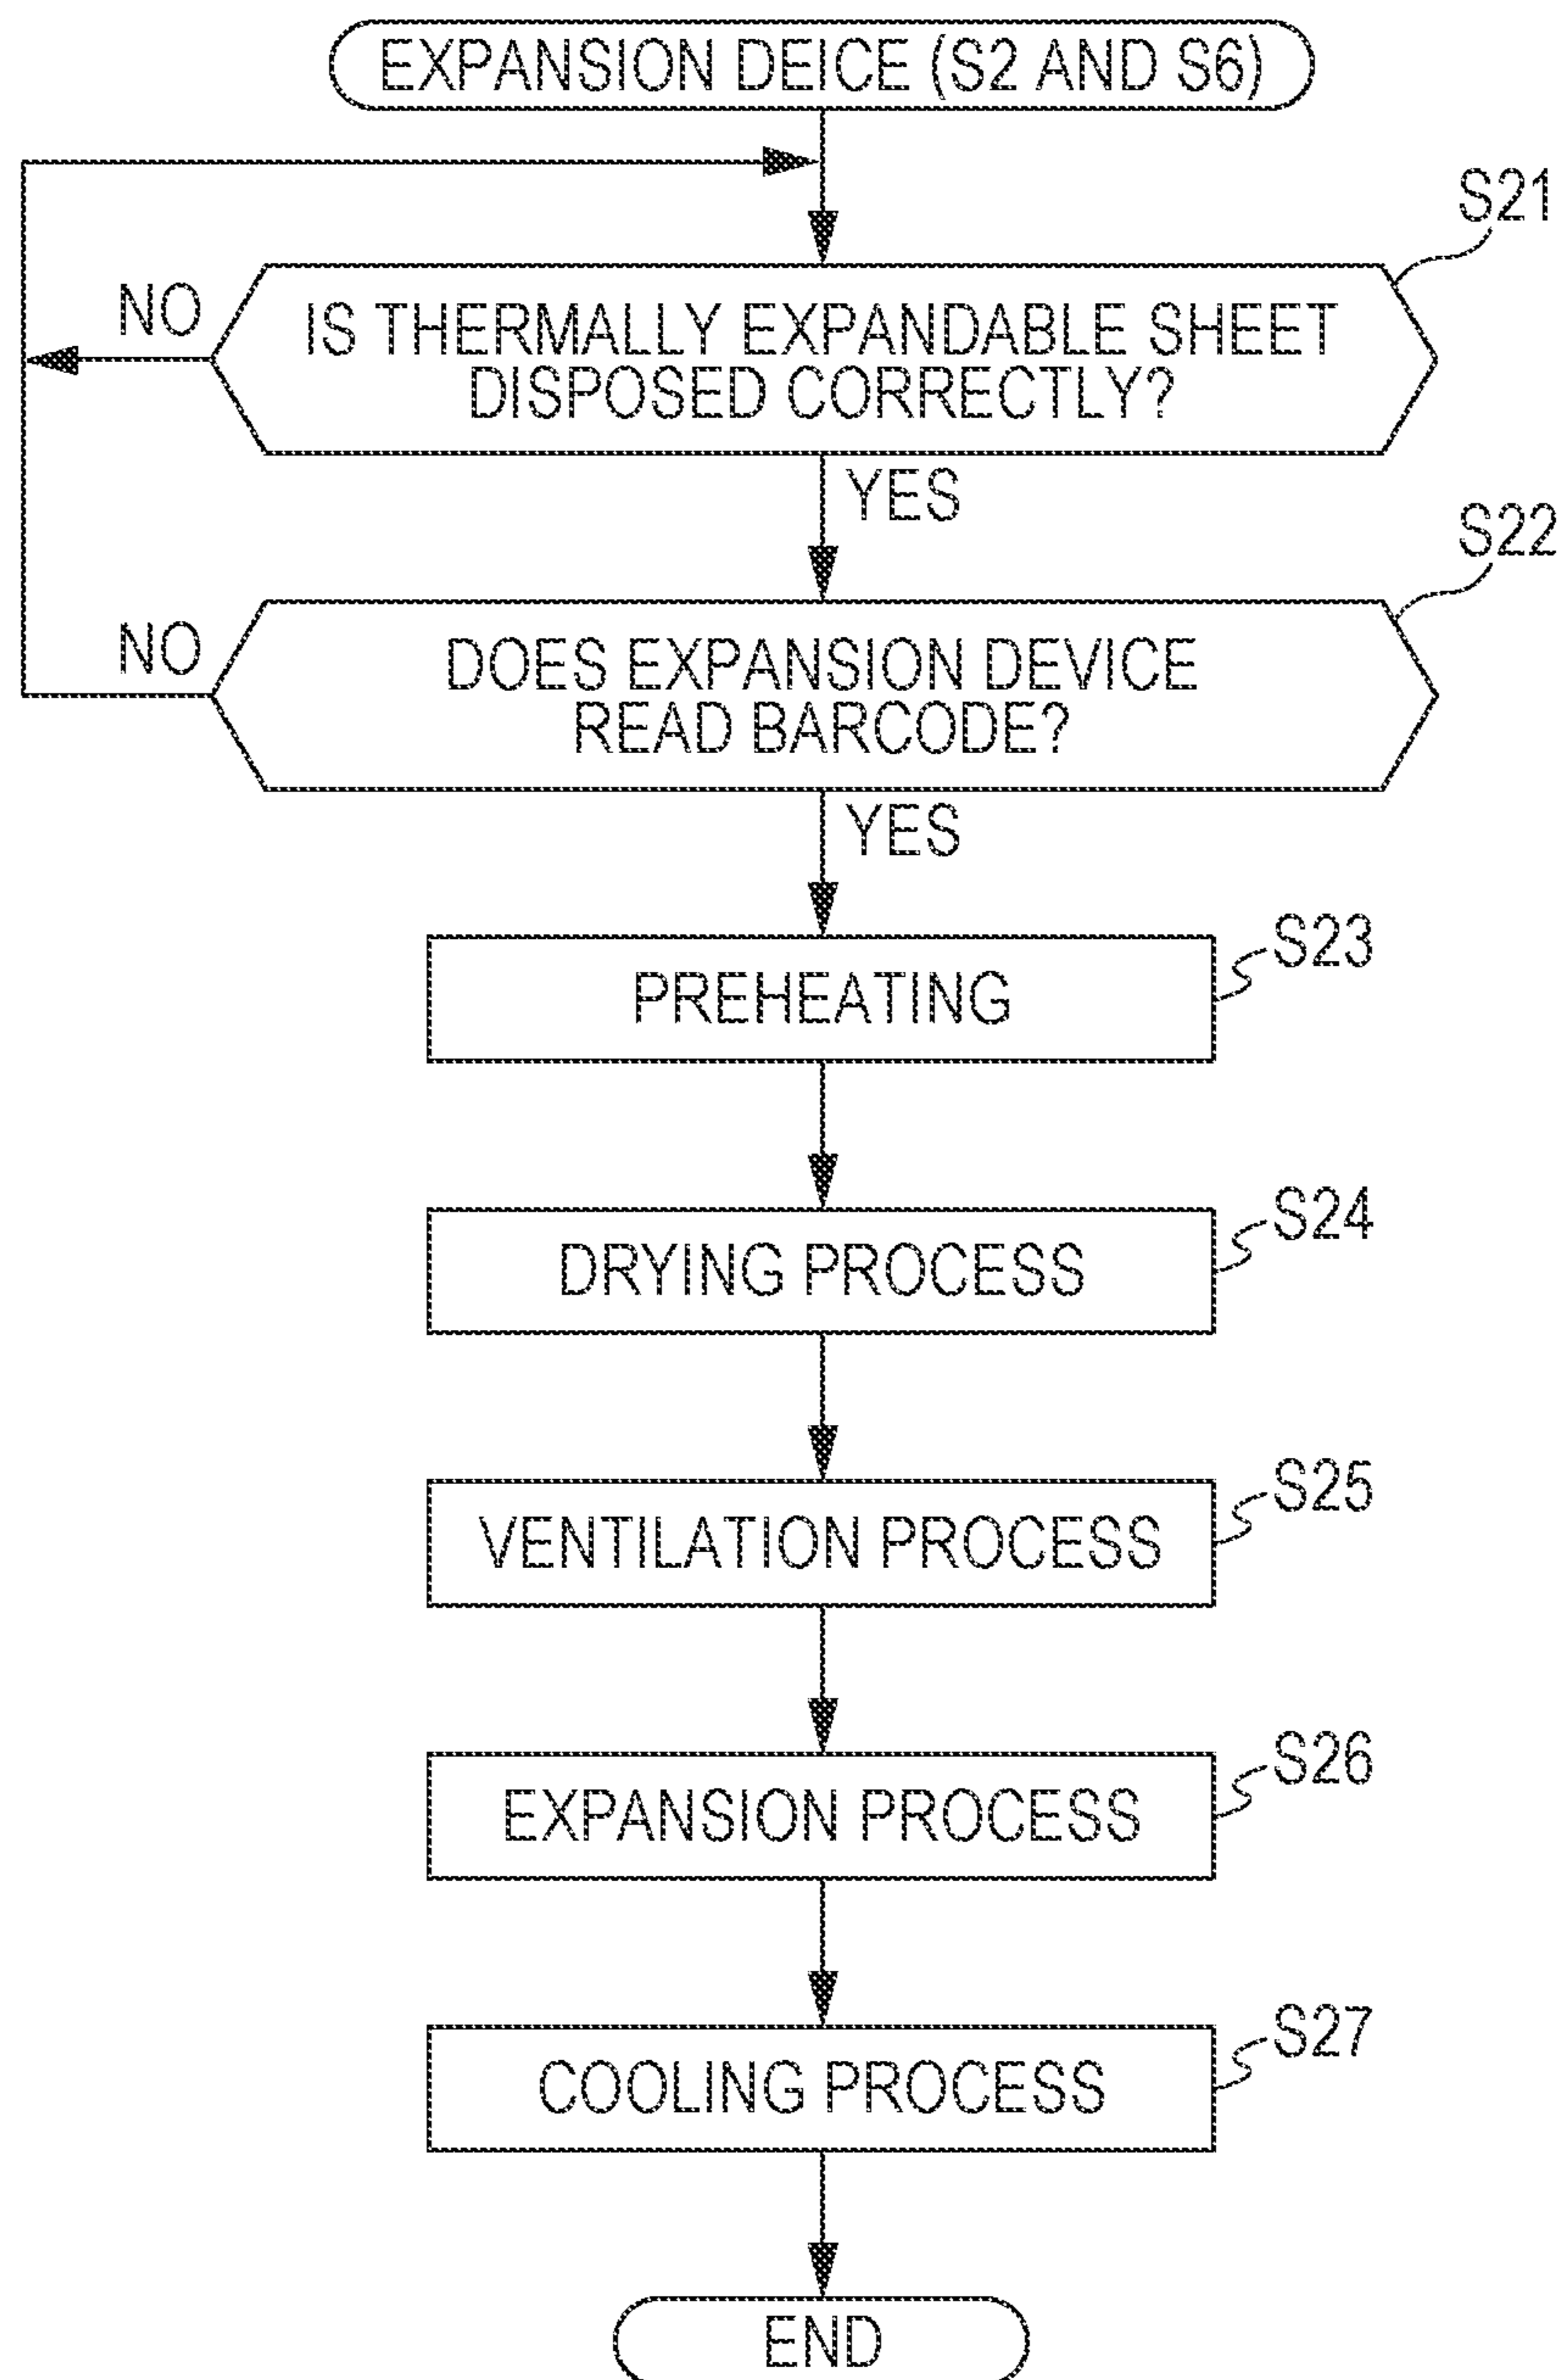 EXPANSION DEICE (S2 AND S6)
S21
NO
IS THERMALLY EXPANDABLE SHEET
DISPOSED CORRECTLY?
YES
S22
NO
DOES EXPANSION DEVICE
READ BARCODE?
YES
S23
PREHEATING
S24
DRYING PROCESS
S25
VENTILATION PROCESS
S26
EXPANSION PROCESS
S27
COOLING PROCESS
END